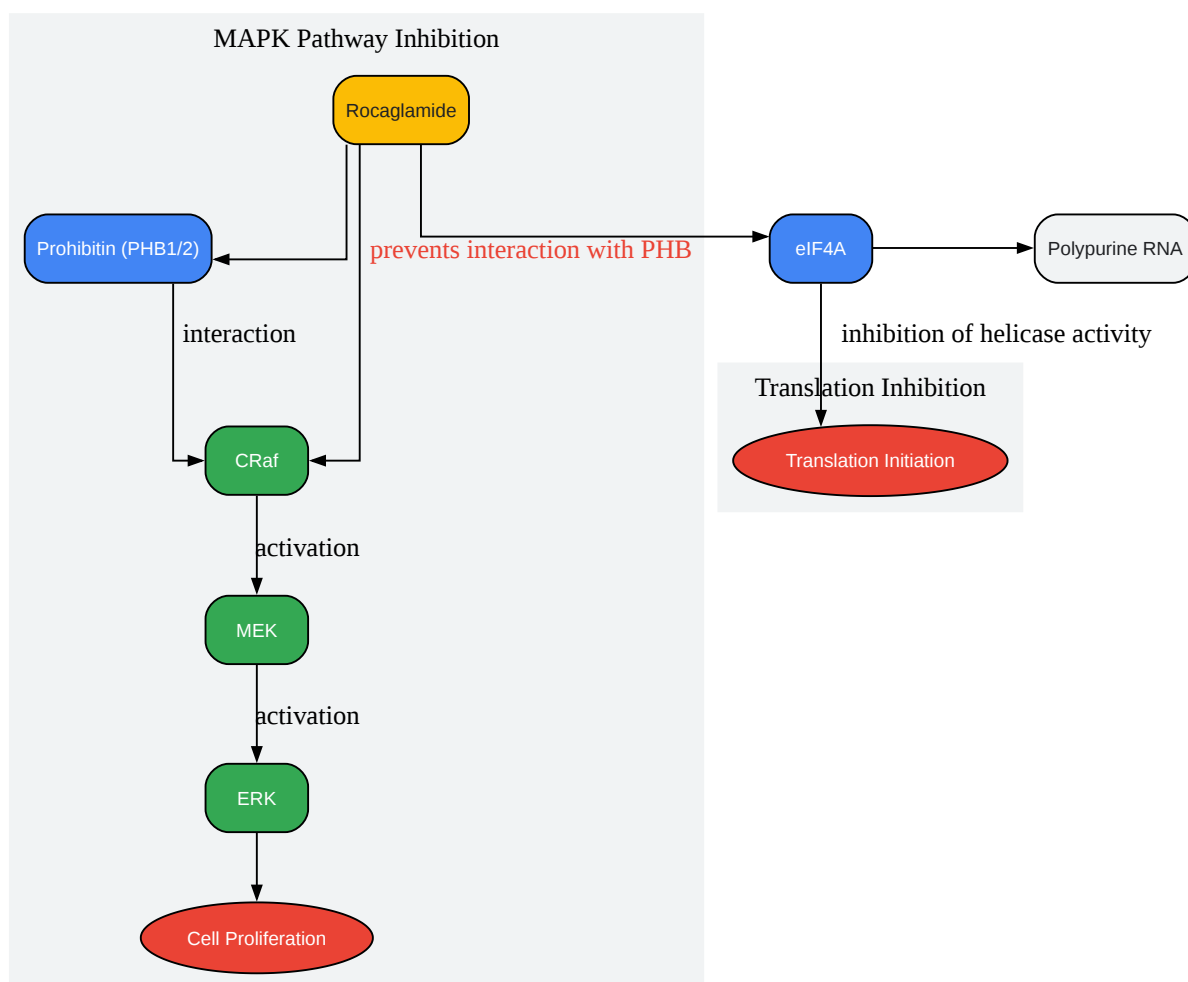 MAPK Pathway Inhibition
Rocaglamide
Prohibitin (PHB1/2)
prevents interaction with PHB
eIF4A
Polypurine RNA
interaction
inhibition of helicase activity
Translation Inhibition
CRaf
Translation Initiation
activation
MEK
activation
ERK
Cell Proliferation